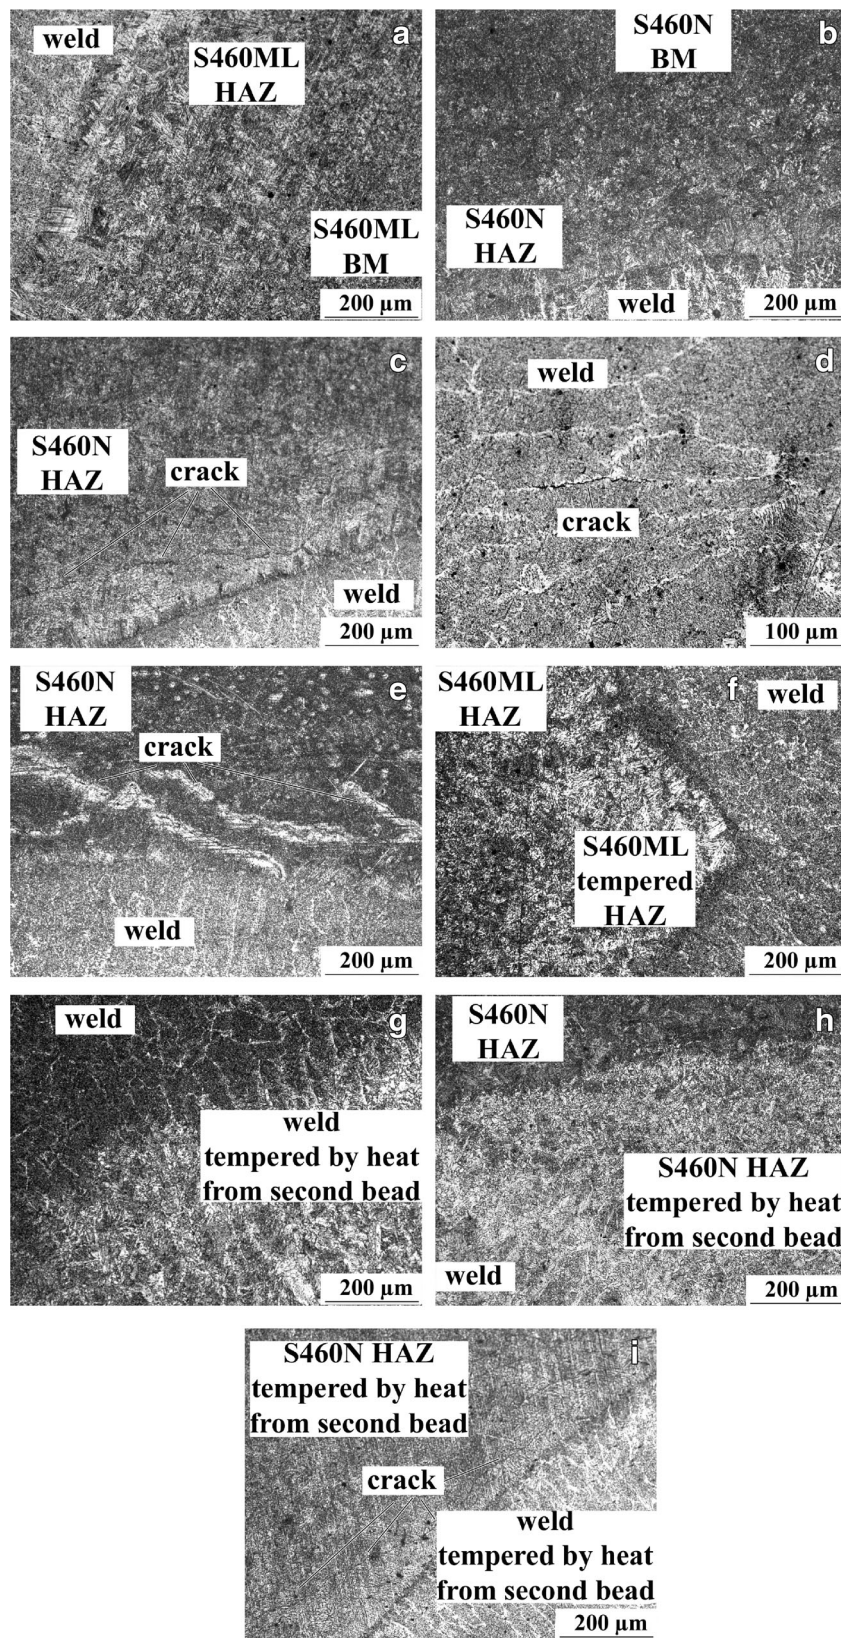 a
weld
S460ML
HAZ
S460ML
BM
200 µm
b
S460N
BM
S460N
HAZ
weld
200 µm
c
S460N
HAZ
crack
weld
200 µm
d
weld
crack
100 µm
e
S460N
HAZ
crack
weld
200 µm
f
S460ML
HAZ
weld
S460ML
tempered
HAZ
200 µm
g
weld
weld
tempered by heat
from second bead
200 µm
h
S460N
HAZ
S460N HAZ
tempered by heat
from second bead
weld
200 µm
i
S460N HAZ
tempered by heat
from second bead
crack
weld
tempered by heat
from second bead
200 µm